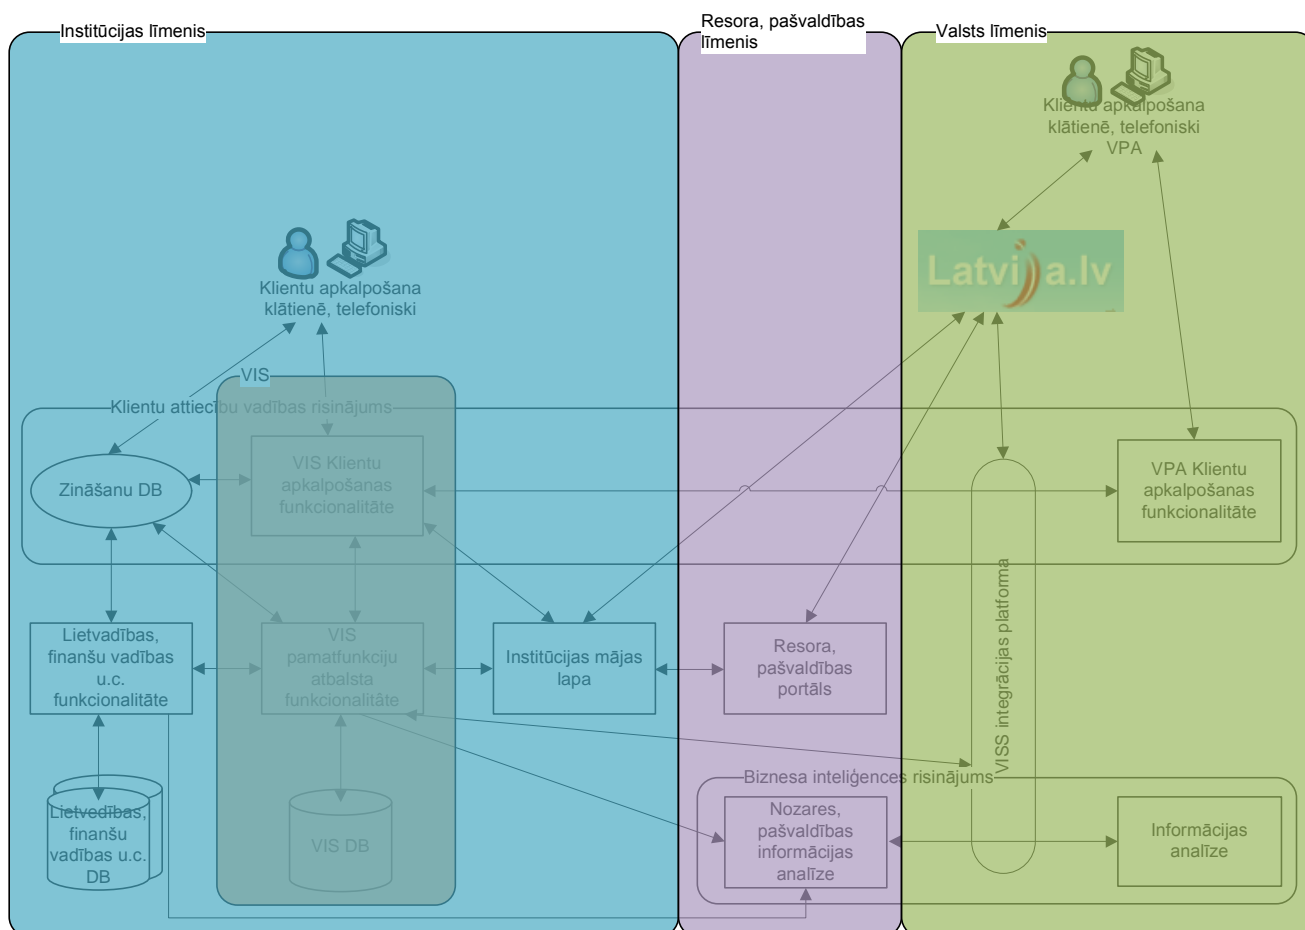 Institūcijas līmenis
Resora, pašvaldības
līmenis
Valsts līmenis
Klientu apkalpošana
klātienē, telefoniski
VPA
Latvija.lv
Klientu apkalpošana
klātienē, telefoniski
VIS
Klientu attiecību vadības risinājums
Zināšanu DB
VIS Klientu
apkalpošanas
funkcionalitāte
VPA Klientu
apkalpošanas
funkcionalitāte
Lietvadības,
finanšu vadības
u.c.
funkcionalitāte
VIS
pamatfunkciju
atbalsta
funkcionalitāte
Institūcijas mājas
lapa
Resora,
pašvaldības
portāls
VISS integrācijas platforma
Biznesa inteliģences risinājums
Lietvedības,
finanšu
vadības u.c.
DB
VIS DB
Nozares,
pašvaldības
informācijas
analīze
Informācijas
analīze